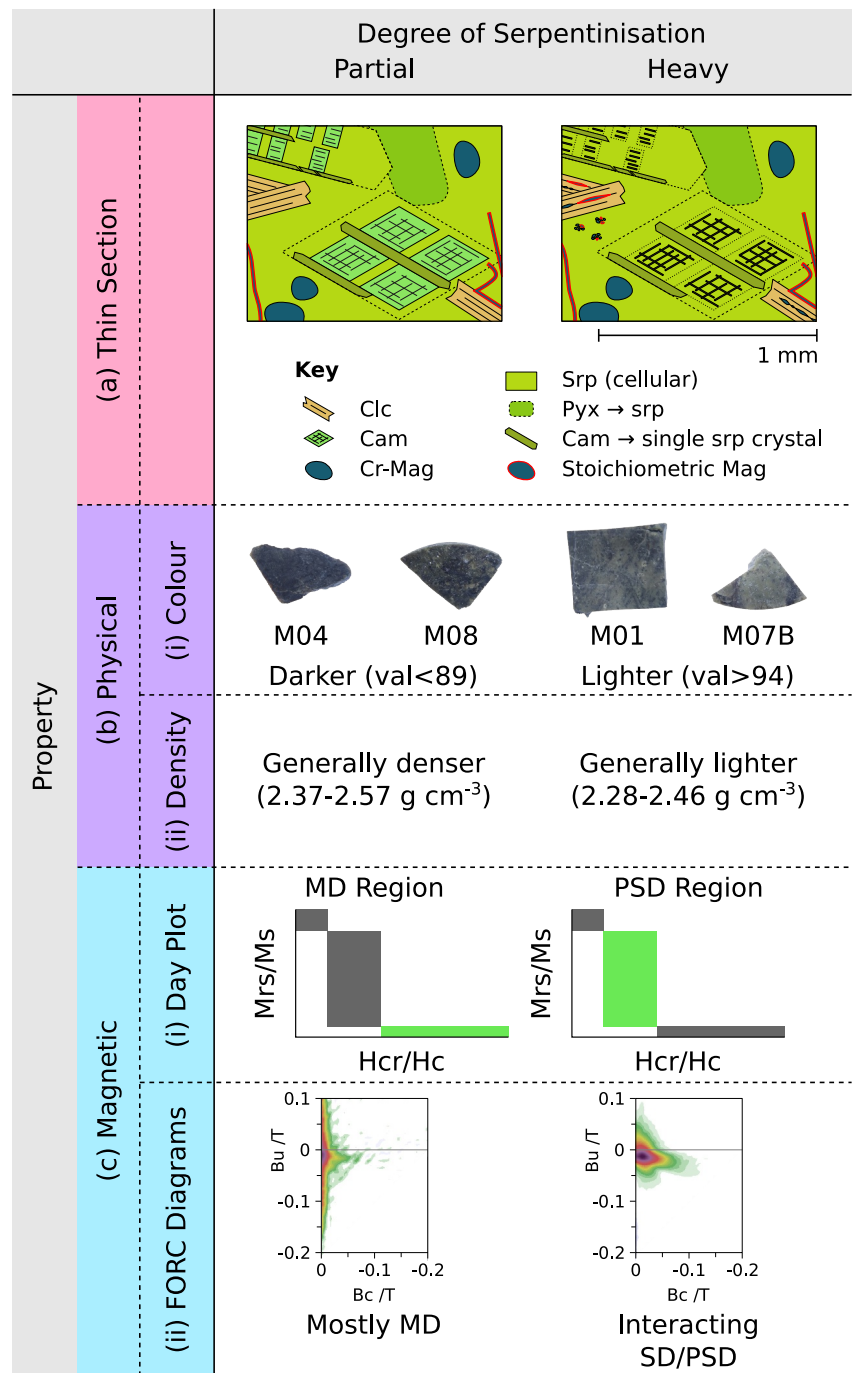 Degree of Serpentinisation
Partial Heavy
Property
(a) Thin Section
1 mm
Key
Clc
Cam
Cr-Mag
Srp (cellular)
Pyx → srp
Cam → single srp crystal
Stoichiometric Mag
(b) Physical
(i) Colour
M04 M08 M01 M07B
Darker (val<89) Lighter (val>94)
(ii) Density
Generally denser
(2.37-2.57 g cm⁻³)
Generally lighter
(2.28-2.46 g cm⁻³)
(c) Magnetic
(i) Day Plot
MD Region
Mrs/Ms
Hcr/Hc
PSD Region
Mrs/Ms
Hcr/Hc
(ii) FORC Diagrams
0.1
0
-0.1
-0.2
Bu /T
0 -0.1 -0.2
Bc /T
Mostly MD
0.1
0
-0.1
-0.2
Bu /T
0 -0.1 -0.2
Bc /T
Interacting
SD/PSD